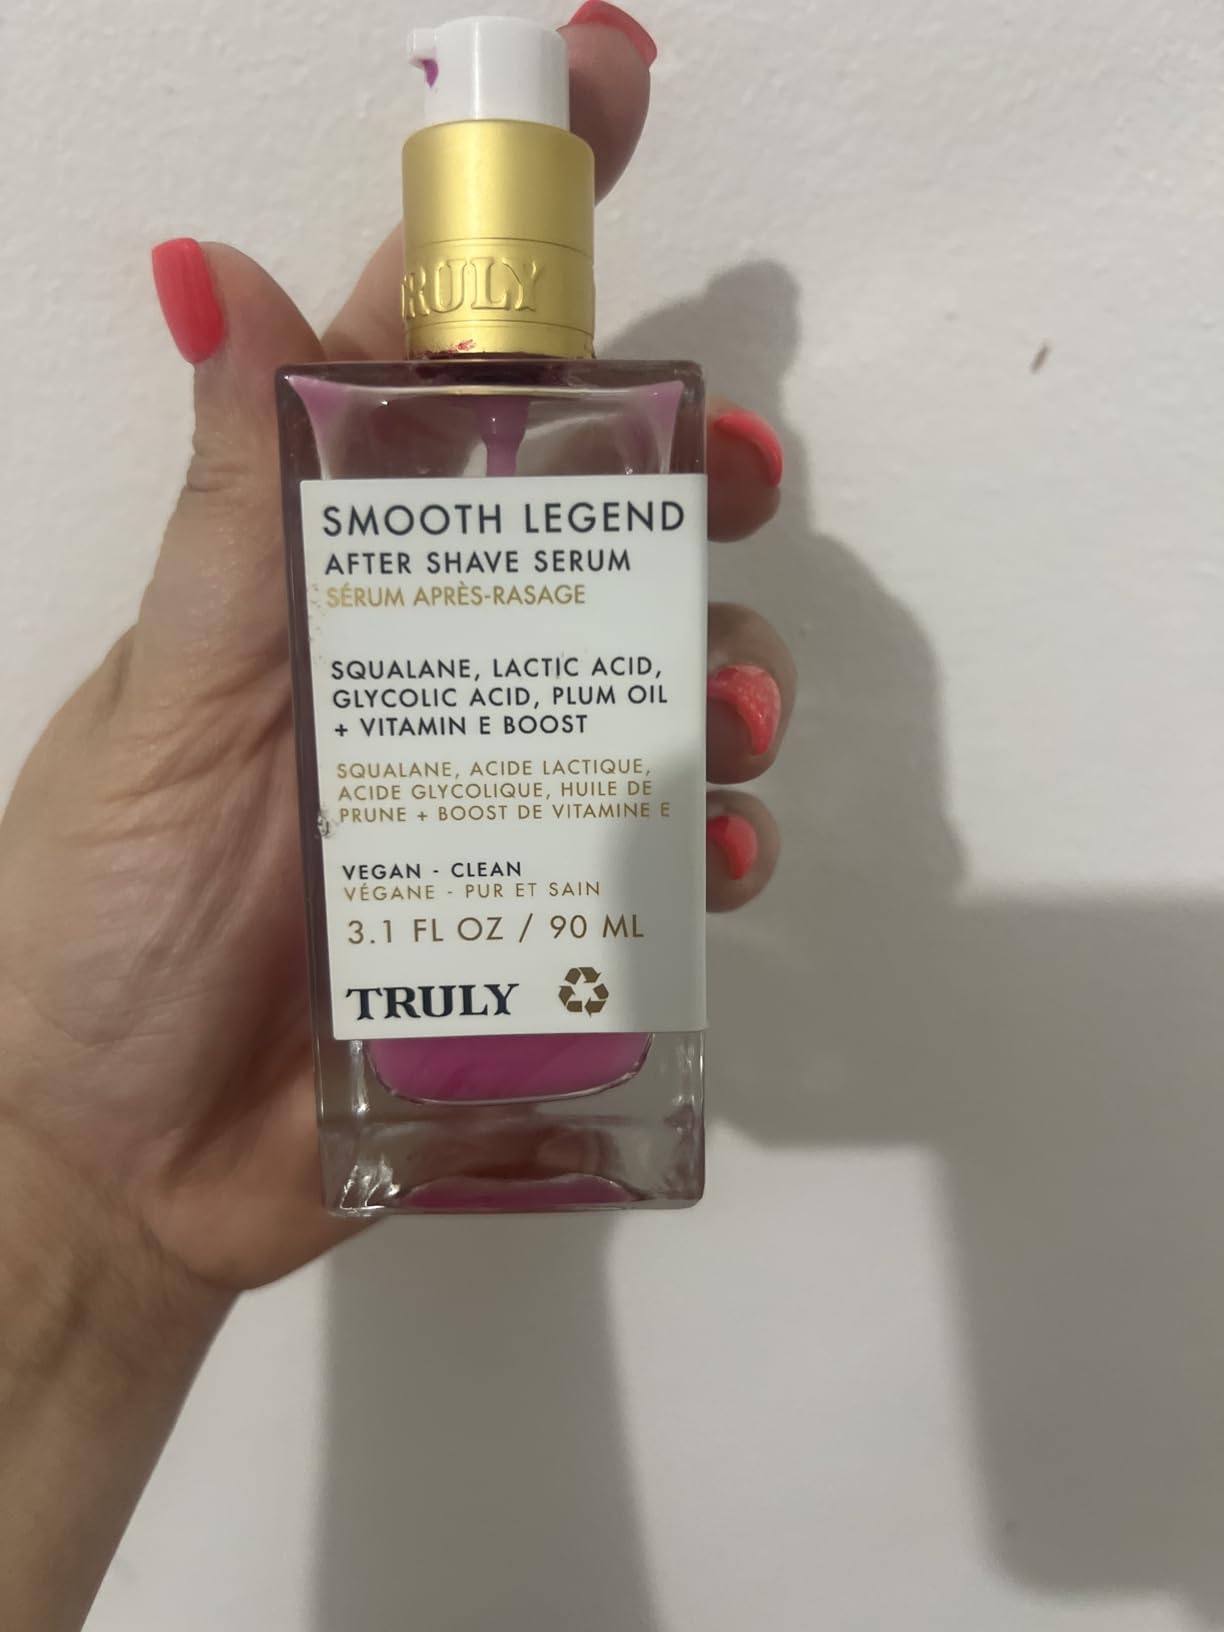 TRULY
SMOOTH LEGEND
AFTER SHAVE SERUM
SÉRUM APRÈS-RASAGE
SQUALANE, LACTIC ACID,
GLYCOLIC ACID, PLUM OIL
+ VITAMIN E BOOST
SQUALANE, ACIDE LACTIQUE,
ACIDE GLYCOLIQUE, HUILE DE
PRUNE + BOOST DE VITAMINE E
VEGAN - CLEAN
VÉGANE - PUR ET SAIN
3.1 FL OZ / 90 ML
TRULY